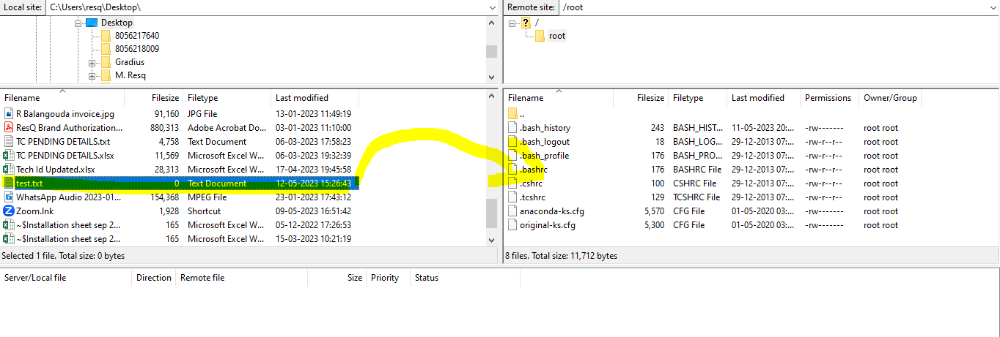 Local site: C:\Users\resq\Desktop\
Desktop
8056217640
8056218009
Gradius
M. Resq
Filename Filesize Filetype Last modified
R Balangouda invoice.jpg 91,160 JPG File 13-01-2023 11:49:19
ResQ Brand Authorization... 880,313 Adobe Acrobat Do... 03-01-2023 11:10:00
TC PENDING DETAILS.txt 4,758 Text Document 06-03-2023 17:58:23
TC PENDING DETAILS.xlsx 11,569 Microsoft Excel W... 06-03-2023 19:32:39
Tech Id Updated.xlsx 28,313 Microsoft Excel W... 17-04-2023 19:45:58
test.txt 0 Text Document 12-05-2023 15:26:43
WhatsApp Audio 2023-01... 154,368 MPEG File 23-01-2023 17:43:12
Zoom.lnk 1,928 Shortcut 09-05-2023 16:51:42
~$Installation sheet sep 2... 165 Microsoft Excel W... 05-12-2022 17:26:53
~$Installation sheet sep 2... 165 Microsoft Excel W... 15-03-2023 10:21:19
Selected 1 file. Total size: 0 bytes
Remote site: /root
/
root
Filename Filesize Filetype Last modified Permissions Owner/Group
..
.bash_history 243 BASH_HIST... 11-05-2023 20:... -rw------- root root
.bash_logout 18 BASH_LOG... 29-12-2013 07:... -rw-r--r-- root root
.bash_profile 176 BASH_PRO... 29-12-2013 07:... -rw-r--r-- root root
.bashrc 176 BASHRC File 29-12-2013 07:... -rw-r--r-- root root
.cshrc 100 CSHRC File 29-12-2013 07:... -rw-r--r-- root root
.tcshrc 129 TCSHRC File 29-12-2013 07:... -rw-r--r-- root root
anaconda-ks.cfg 5,570 CFG File 01-05-2020 03:... -rw------- root root
original-ks.cfg 5,300 CFG File 01-05-2020 03:... -rw------- root root
8 files. Total size: 11,712 bytes
Server/Local file Direction Remote file Size Priority Status